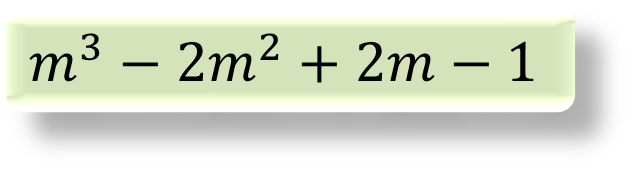 m³ − 2m² + 2m − 1